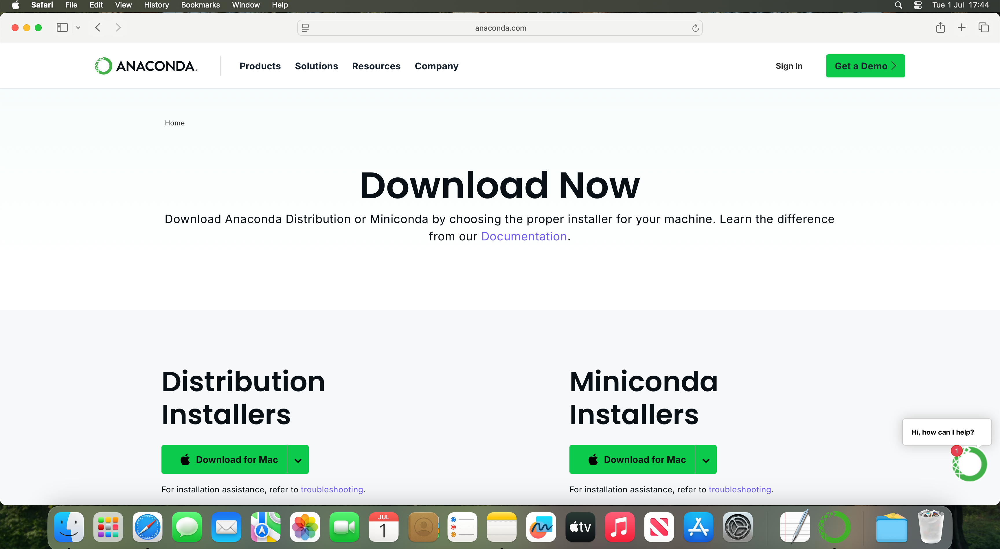 Safari File Edit View History Bookmarks Window Help Tue 1 Jul 17:44
anaconda.com
ANACONDA Products Solutions Resources Company Sign In Get a Demo
Home
Download Now
Download Anaconda Distribution or Miniconda by choosing the proper installer for your machine. Learn the difference
from our Documentation.
Distribution
Installers
Download for Mac
For installation assistance, refer to troubleshooting.
Miniconda
Installers
Download for Mac
For installation assistance, refer to troubleshooting.
Hi, how can I help?
1
JUL
1
tv